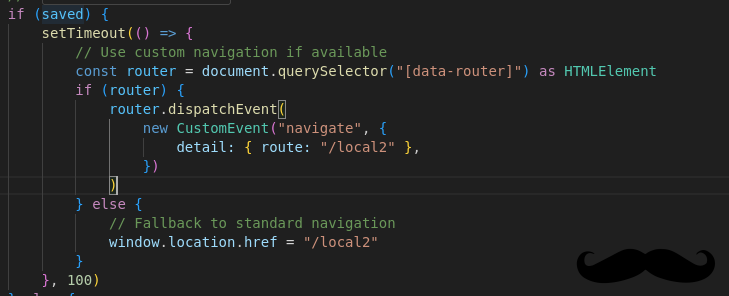 if (saved) {
setTimeout(() => {
// Use custom navigation if available
const router = document.querySelector("[data-router]") as HTMLElement
if (router) {
router.dispatchEvent(
new CustomEvent("navigate", {
detail: { route: "/local2" },
})
)
} else {
// Fallback to standard navigation
window.location.href = "/local2"
}
}, 100)